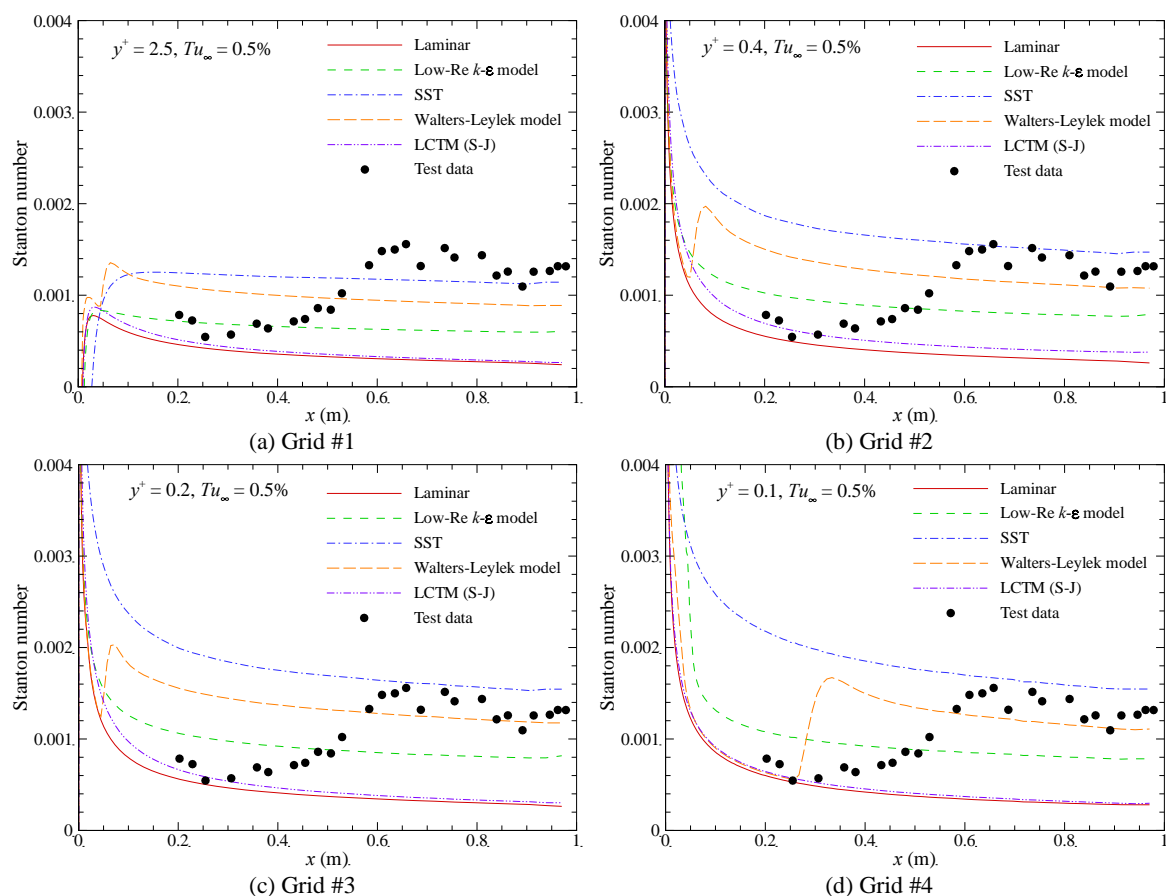 0.004
y⁺ = 2.5, Tu∞ = 0.5%
Laminar
Low-Re k-ε model
SST
Walters-Leylek model
LCTM (S-J)
Test data
0.003
0.002
0.001
0
Stanton number
0. 0.2 0.4 0.6 0.8 1.
x (m).
(a) Grid #1
0.004
y⁺ = 0.4, Tu∞ = 0.5%
Laminar
Low-Re k-ε model
SST
Walters-Leylek model
LCTM (S-J)
Test data
0.003
0.002
0.001
0
Stanton number
0. 0.2 0.4 0.6 0.8 1.
x (m).
(b) Grid #2
0.004
y⁺ = 0.2, Tu∞ = 0.5%
Laminar
Low-Re k-ε model
SST
Walters-Leylek model
LCTM (S-J)
Test data
0.003
0.002
0.001
0
Stanton number
0. 0.2 0.4 0.6 0.8 1.
x (m).
(c) Grid #3
0.004
y⁺ = 0.1, Tu∞ = 0.5%
Laminar
Low-Re k-ε model
SST
Walters-Leylek model
LCTM (S-J)
Test data
0.003
0.002
0.001
0
Stanton number
0. 0.2 0.4 0.6 0.8 1.
x (m).
(d) Grid #4